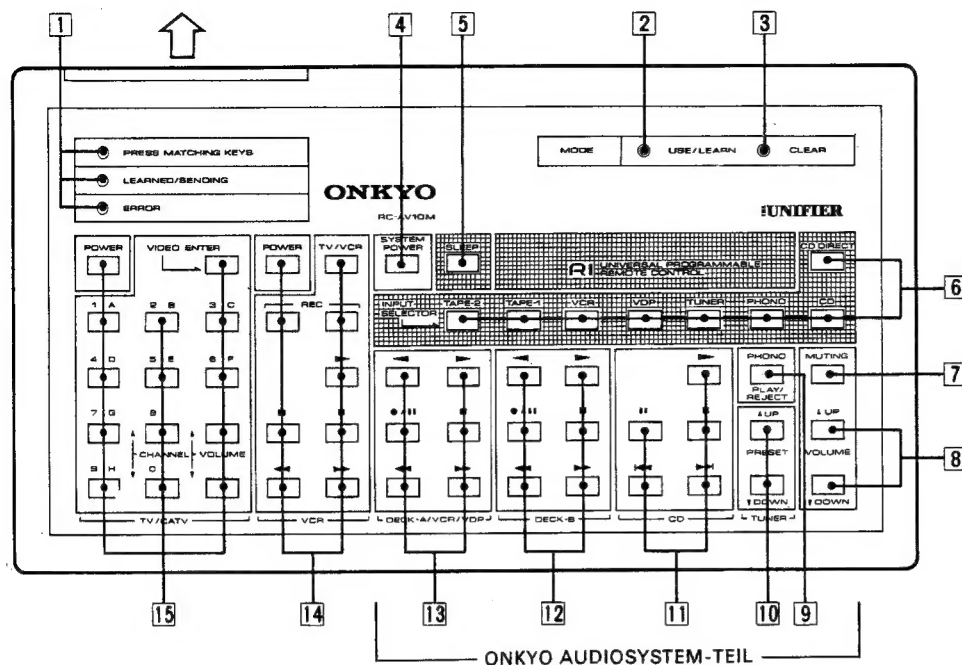 1 4 5 2 3
PRESS MATCHING KEYS
LEARNED/SENDING
ERROR
MODE USE/LEARN CLEAR
ONKYO
RC-AV10M
UNIFIER
POWER VIDEO ENTER POWER TV/VCR SYSTEM POWER SLEEP
RI UNIVERSAL PROGRAMMABLE
REMOTE CONTROL
CD DIRECT
6
1 A 2 B 3 C REC
INPUT SELECTOR TAPE-2 TAPE-1 VCR VDP TUNER PHONO CD
4 D 5 E 6 F
PHONO MUTING
7
PLAY/
REJECT
7 G 8
UP UP
CHANNEL VOLUME PRESET VOLUME
8
9 H 0
DOWN DOWN
TV/CATV VCR DECK-A/VCR/VDP DECK-B CD TUNER
15 14 13 12 11 10 9
ONKYO AUDIOSYSTEM-TEIL